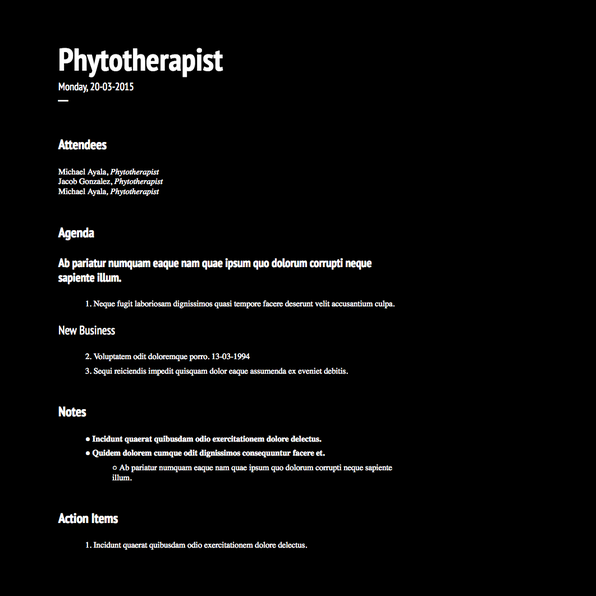 Phytotherapist
Monday, 20-03-2015
—
Attendees
Michael Ayala, Phytotherapist
Jacob Gonzalez, Phytotherapist
Michael Ayala, Phytotherapist
Agenda
Ab pariatur numquam eaque nam quae ipsum quo dolorum corrupti neque
sapiente illum.
1. Neque fugit laboriosam dignissimos quasi tempore facere deserunt velit accusantium culpa.
New Business
2. Voluptatem odit doloremque porro. 13-03-1994
3. Sequi reiciendis impedit quisquam dolor eaque assumenda ex eveniet debitis.
Notes
● Incidunt quaerat quibusdam odio exercitationem dolore delectus.
● Quidem dolorem cumque odit dignissimos consequuntur facere et.
○ Ab pariatur numquam eaque nam quae ipsum quo dolorum corrupti neque sapiente
illum.
Action Items
1. Incidunt quaerat quibusdam odio exercitationem dolore delectus.